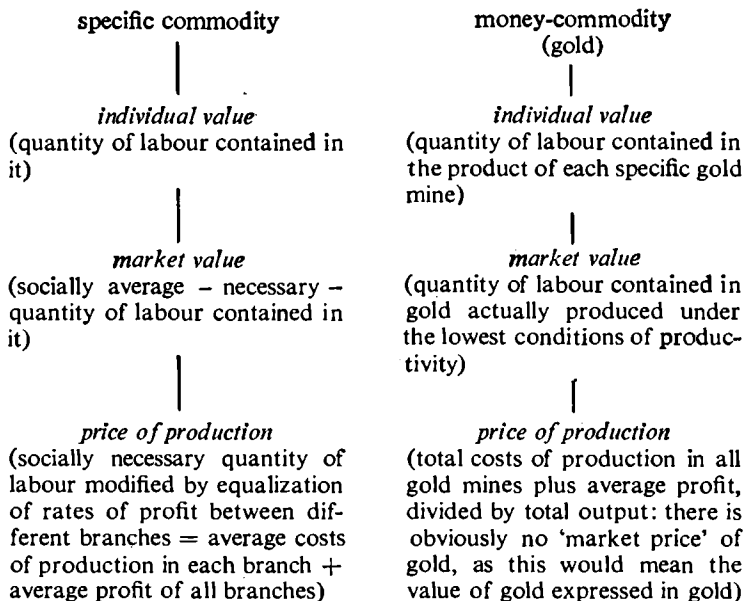 specific commodity
individual value
(quantity of labour contained in
it)
market value
(socially average – necessary –
quantity of labour contained in
it)
price of production
(socially necessary quantity of
labour modified by equalization
of rates of profit between dif-
ferent branches = average costs
of production in each branch +
average profit of all branches)
money-commodity
(gold)
individual value
(quantity of labour contained in
the product of each specific gold
mine)
market value
(quantity of labour contained in
gold actually produced under
the lowest conditions of produc-
tivity)
price of production
(total costs of production in all
gold mines plus average profit,
divided by total output: there is
obviously no ‘market price’ of
gold, as this would mean the
value of gold expressed in gold)